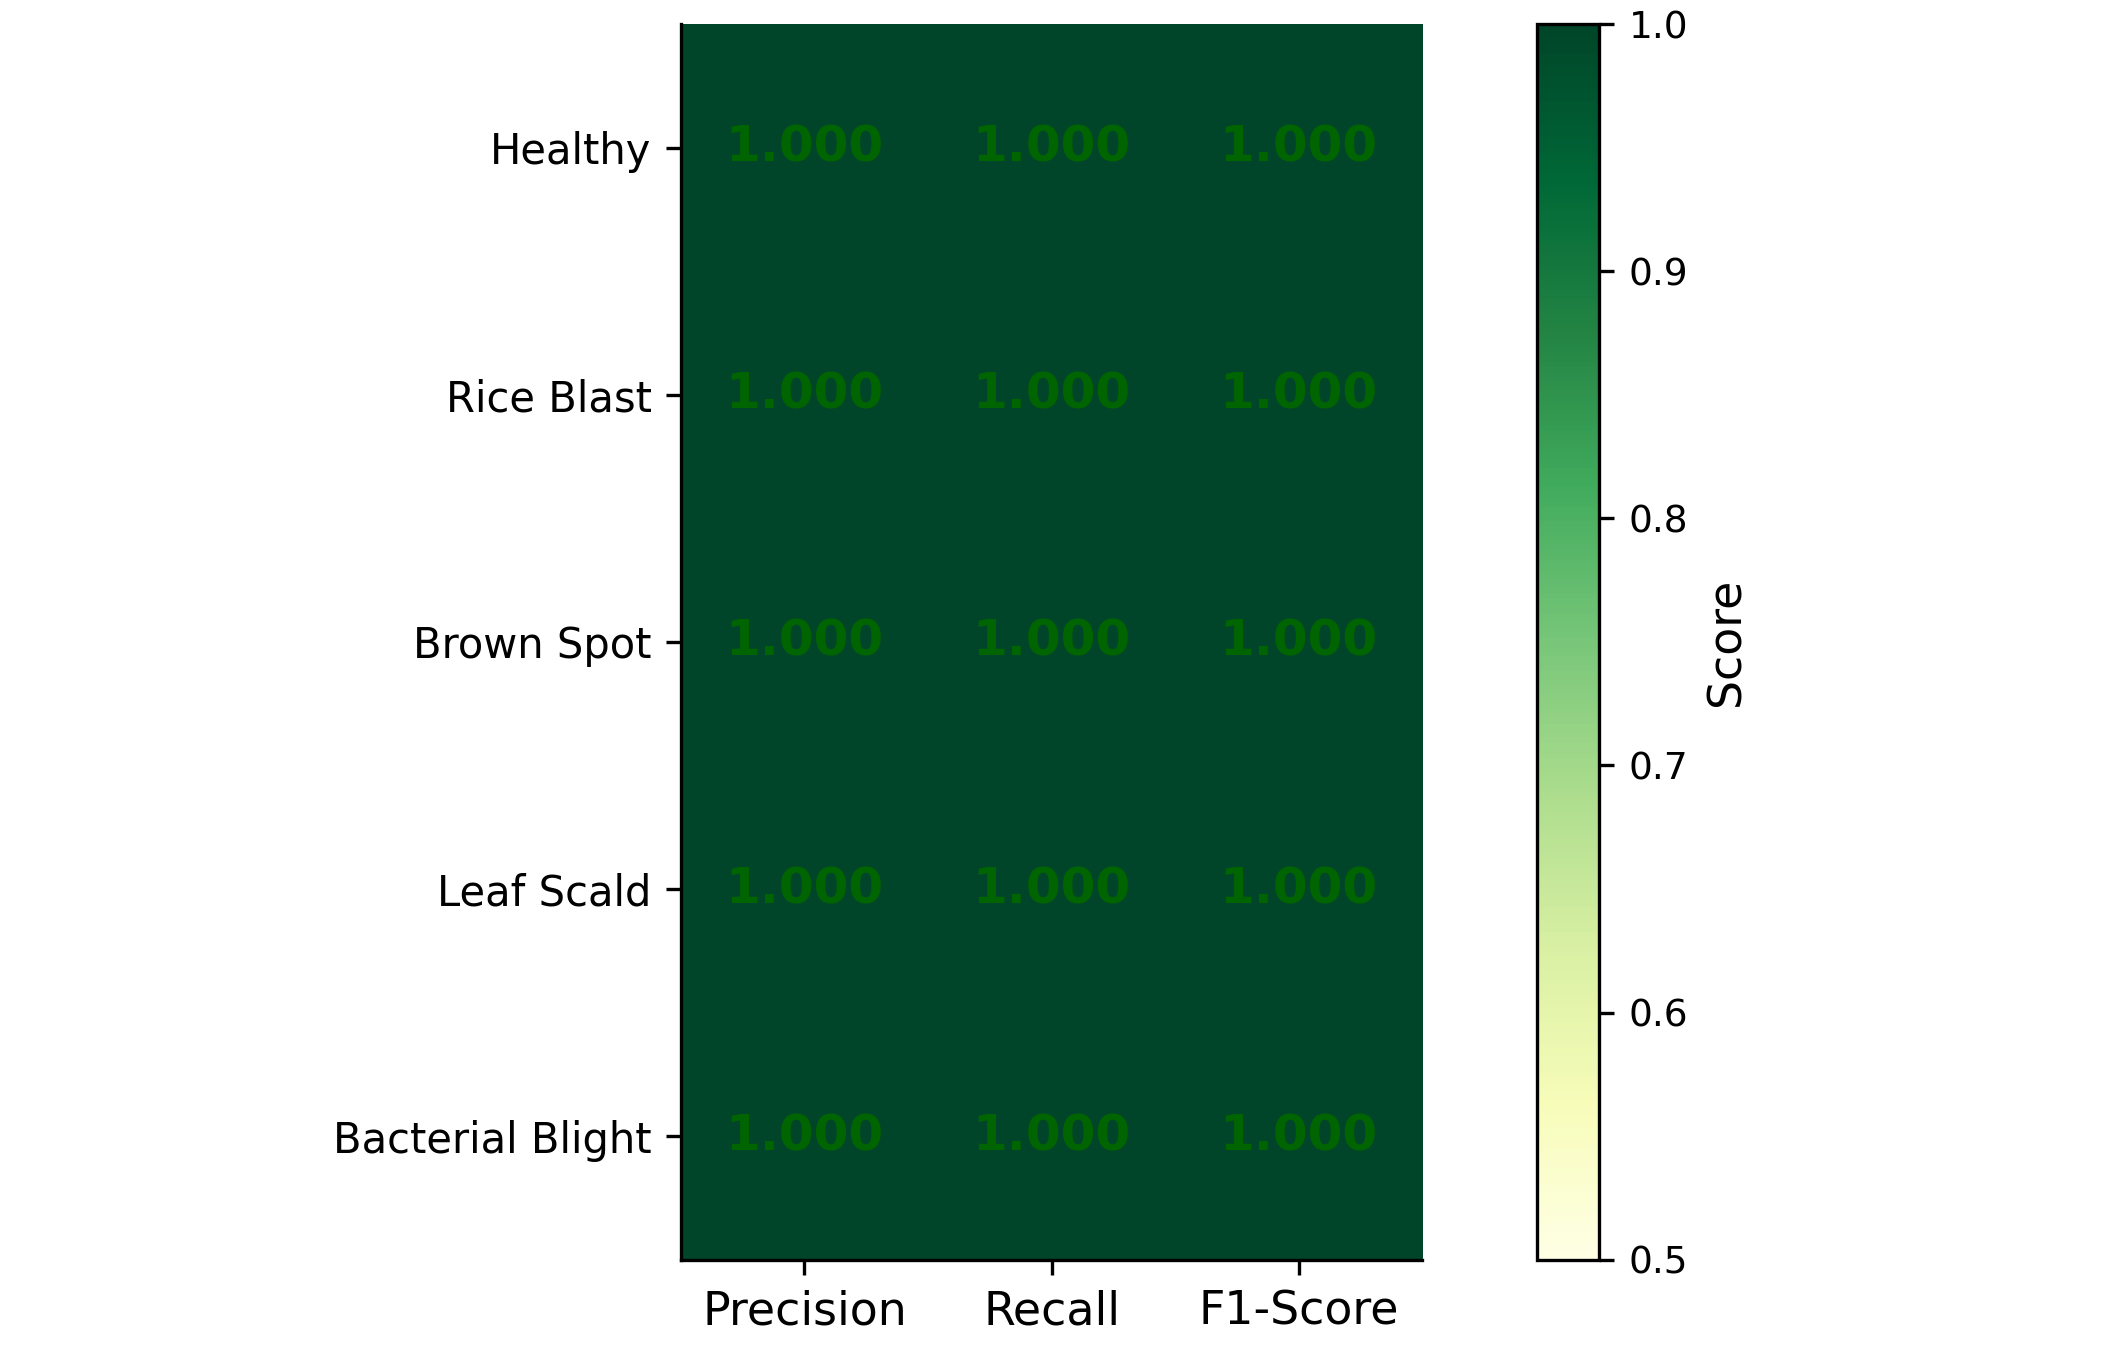 Healthy 1.000 1.000 1.000
Rice Blast 1.000 1.000 1.000
Brown Spot 1.000 1.000 1.000
Leaf Scald 1.000 1.000 1.000
Bacterial Blight 1.000 1.000 1.000
Precision Recall F1-Score
1.0
0.9
0.8
0.7
0.6
0.5
Score